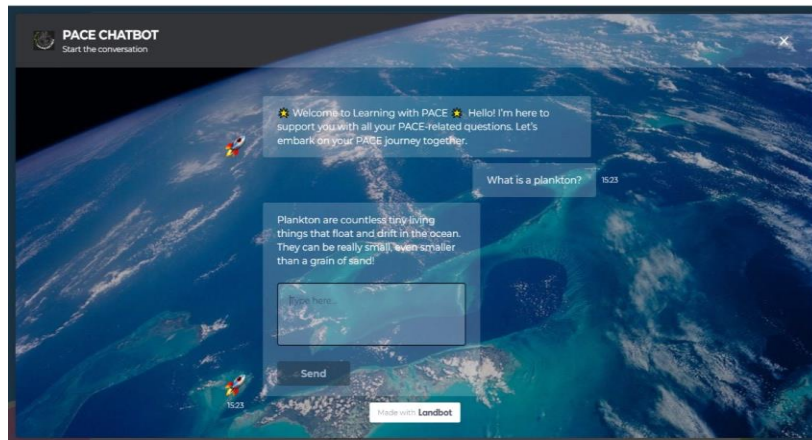 PACE CHATBOT
Start the conversation
🌟 Welcome to Learning with PACE 🌟 Hello! I'm here to
support you with all your PACE-related questions. Let's
embark on your PACE journey together.
What is a plankton?
15:23
Plankton are countless tiny living
things that float and drift in the ocean.
They can be really small, even smaller
than a grain of sand!
Type here...
Send
15:23
Made with Landbot